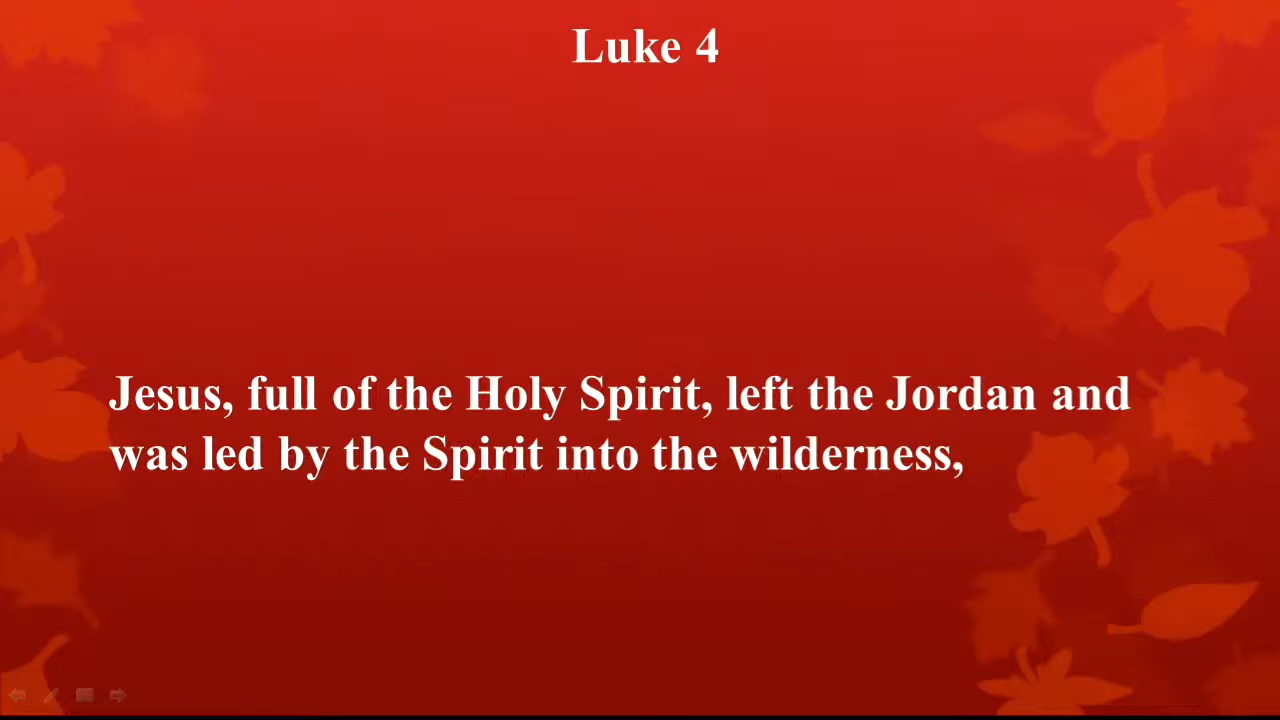 Luke 4
Jesus, full of the Holy Spirit, left the Jordan and
was led by the Spirit into the wilderness,